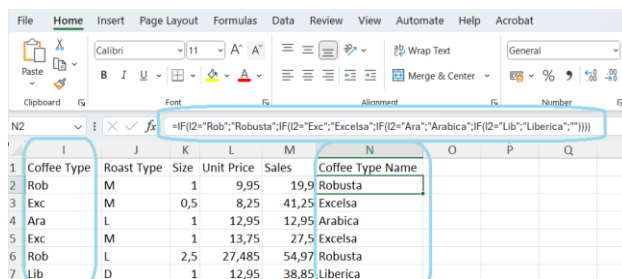 File Home Insert Page Layout Formulas Data Review View Automate Help Acrobat
Calibri 11 A^ A˅ Wrap Text General
Paste B I U A Merge & Center % 9
Clipboard Font Alignment Number
N2 fx =IF(I2="Rob";"Robusta";IF(I2="Exc";"Excelsa";IF(I2="Ara";"Arabica";IF(I2="Lib";"Liberica";""))))
I J K L M N O P Q
1 Coffee Type Roast Type Size Unit Price Sales Coffee Type Name
2 Rob M 1 9,95 19,9 Robusta
3 Exc M 0,5 8,25 41,25 Excelsa
4 Ara L 1 12,95 12,95 Arabica
5 Exc M 1 13,75 27,5 Excelsa
6 Rob L 2,5 27,485 54,97 Robusta
7 Lib D 1 12,95 38,85 Liberica